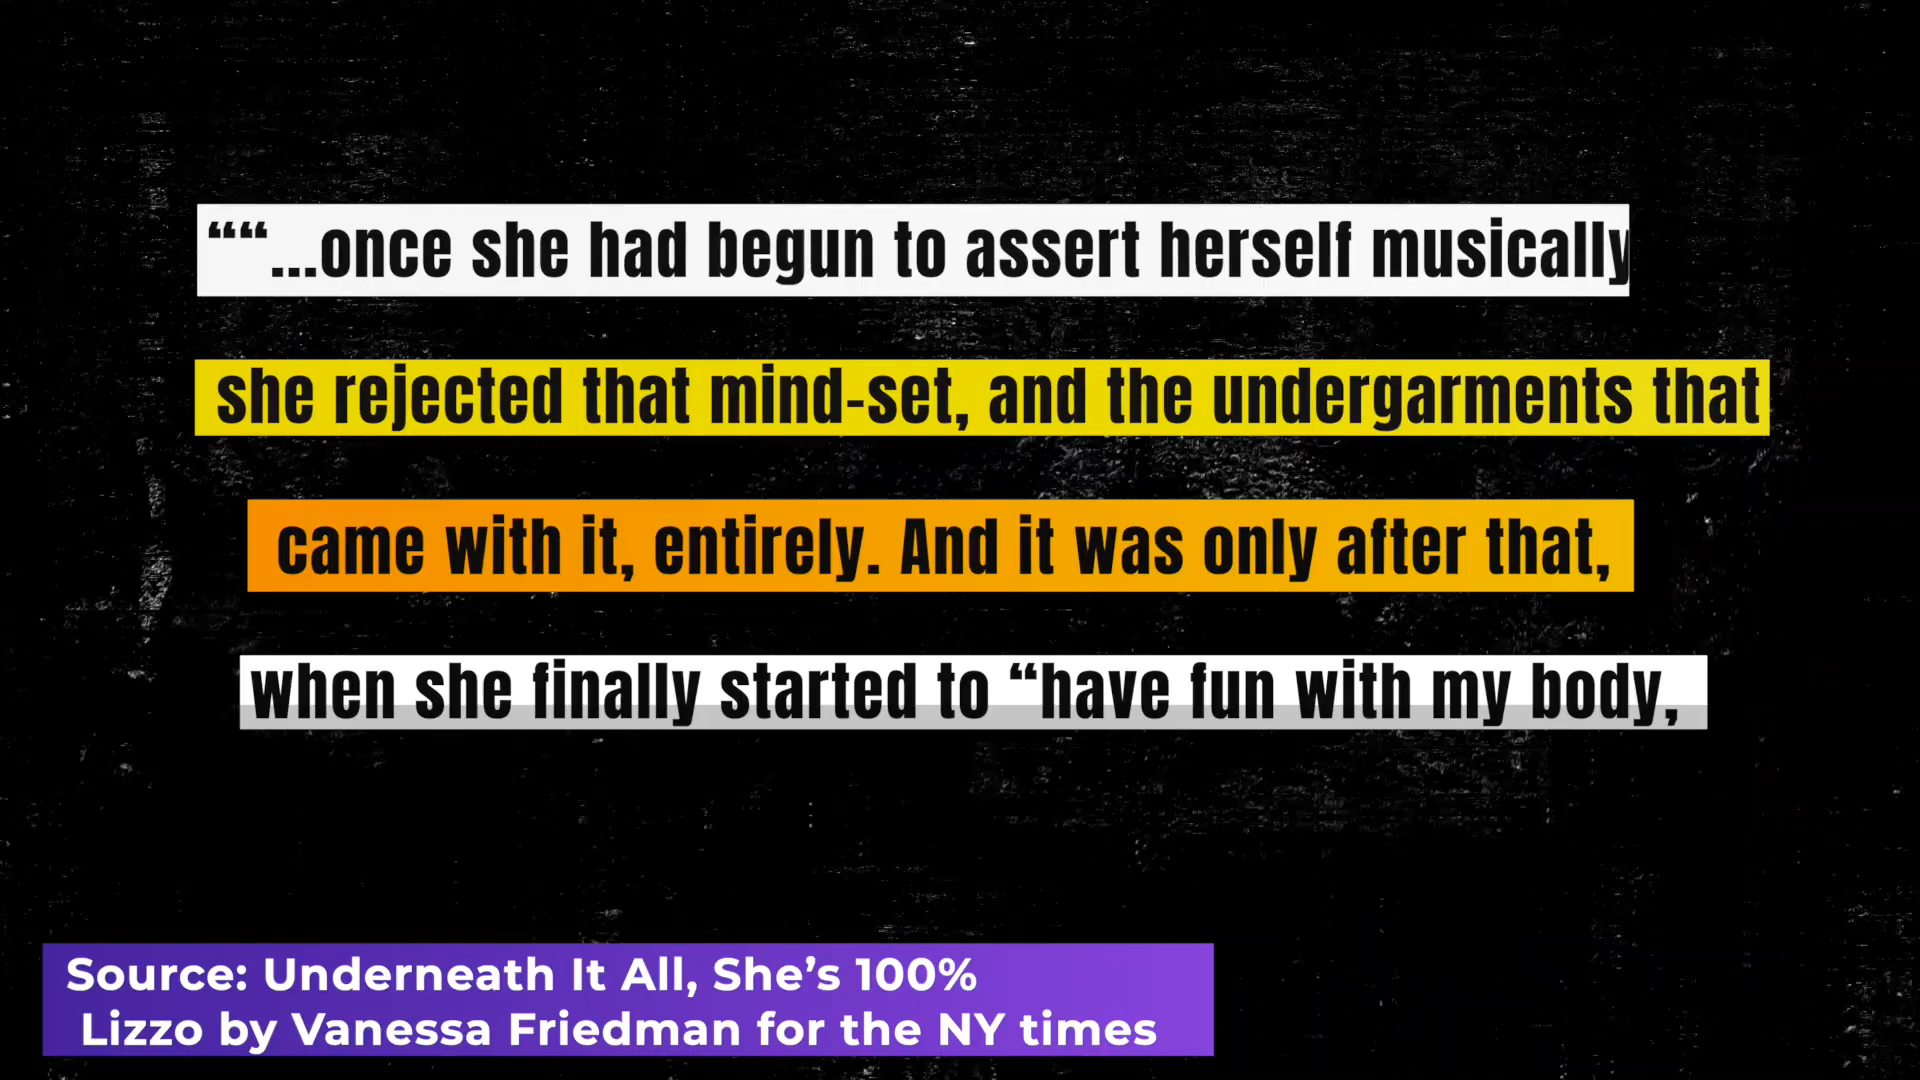 ““...once she had begun to assert herself musically
she rejected that mind-set, and the undergarments that
came with it, entirely. And it was only after that,
when she finally started to “have fun with my body,
Source: Underneath It All, She’s 100%
Lizzo by Vanessa Friedman for the NY times